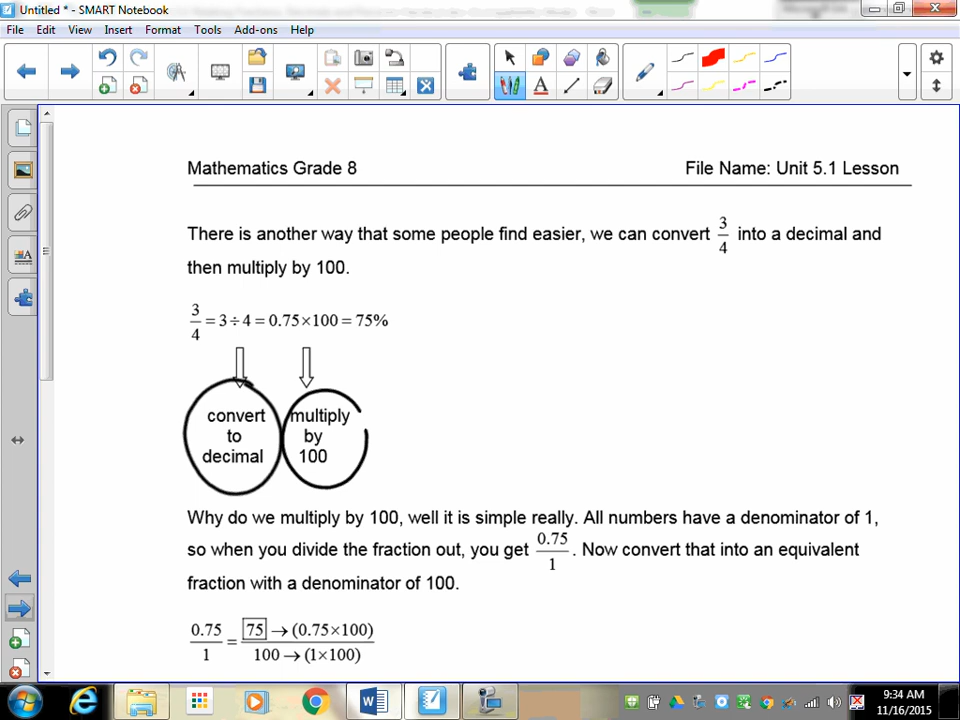 Untitled * - SMART Notebook
File Edit View Insert Format Tools Add-ons Help
Mathematics Grade 8 File Name: Unit 5.1 Lesson
There is another way that some people find easier, we can convert 3/4 into a decimal and
then multiply by 100.
3/4 = 3 ÷ 4 = 0.75 × 100 = 75%
convert multiply
to by
decimal 100
Why do we multiply by 100, well it is simple really. All numbers have a denominator of 1,
so when you divide the fraction out, you get 0.75/1. Now convert that into an equivalent
fraction with a denominator of 100.
0.75 = 75 → (0.75×100)
1 100 → (1×100)
9:34 AM
11/16/2015